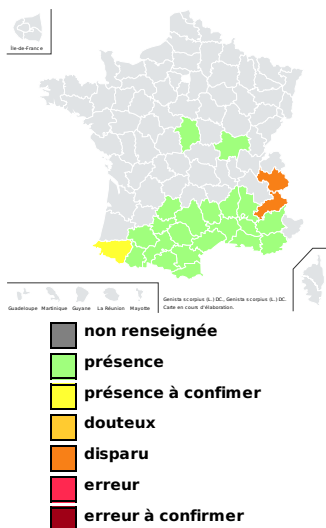 Île-de-France
Guadeloupe Martinique Guyane La Réunion Mayotte
Genista scorpius (L.) DC., Genista scorpius (L.) DC.
Carte en cours d'élaboration.
non renseignée
présence
présence à confimer
douteux
disparu
erreur
erreur à confirmer